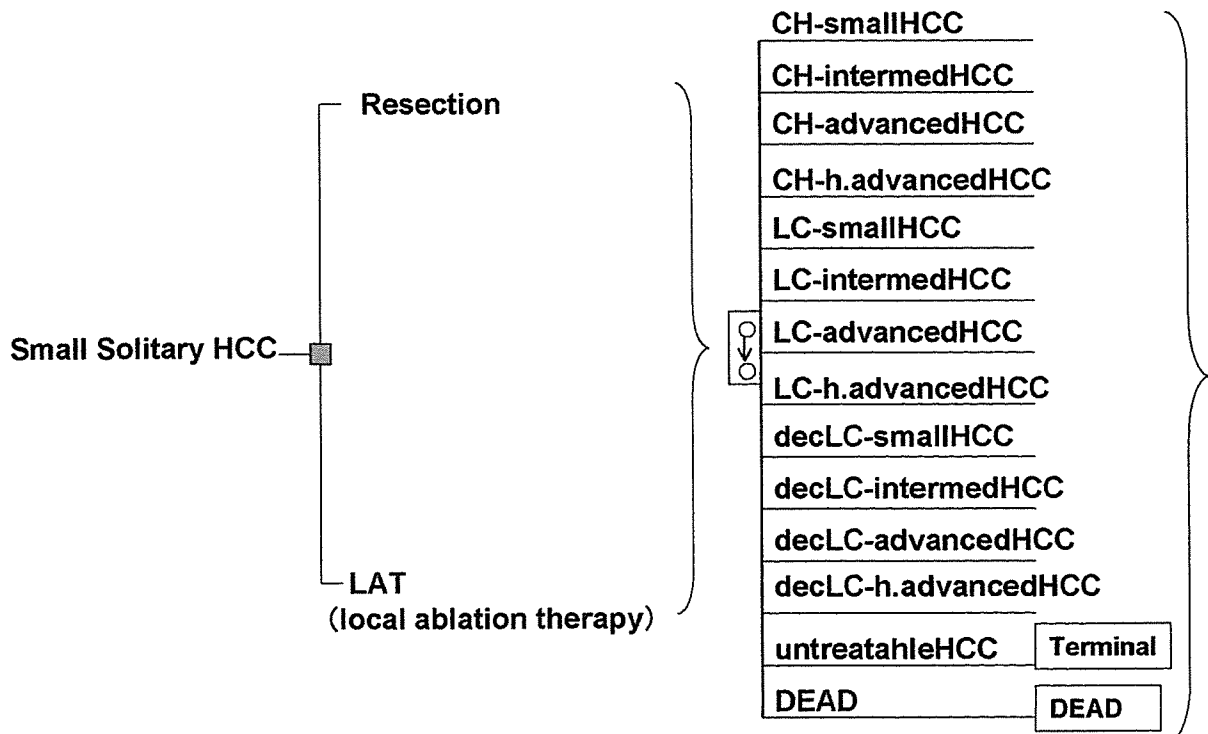 Small Solitary HCC
Resection
LAT
(local ablation therapy)
CH-smallHCC
CH-intermedHCC
CH-advancedHCC
CH-h.advancedHCC
LC-smallHCC
LC-intermedHCC
LC-advancedHCC
LC-h.advancedHCC
decLC-smallHCC
decLC-intermedHCC
decLC-advancedHCC
decLC-h.advancedHCC
untreatahleHCC Terminal
DEAD DEAD